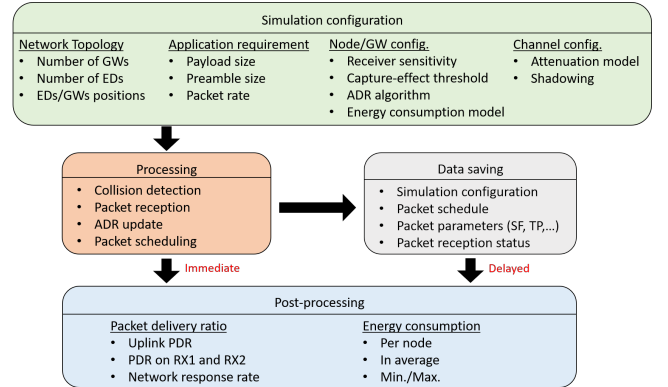 Simulation configuration
Network Topology
• Number of GWs
• Number of EDs
• EDs/GWs positions
Application requirement
• Payload size
• Preamble size
• Packet rate
Node/GW config.
• Receiver sensitivity
• Capture-effect threshold
• ADR algorithm
• Energy consumption model
Channel config.
• Attenuation model
• Shadowing
Processing
• Collision detection
• Packet reception
• ADR update
• Packet scheduling
Data saving
• Simulation configuration
• Packet schedule
• Packet parameters (SF, TP,...)
• Packet reception status
Immediate
Delayed
Post-processing
Packet delivery ratio
• Uplink PDR
• PDR on RX1 and RX2
• Network response rate
Energy consumption
• Per node
• In average
• Min./Max.